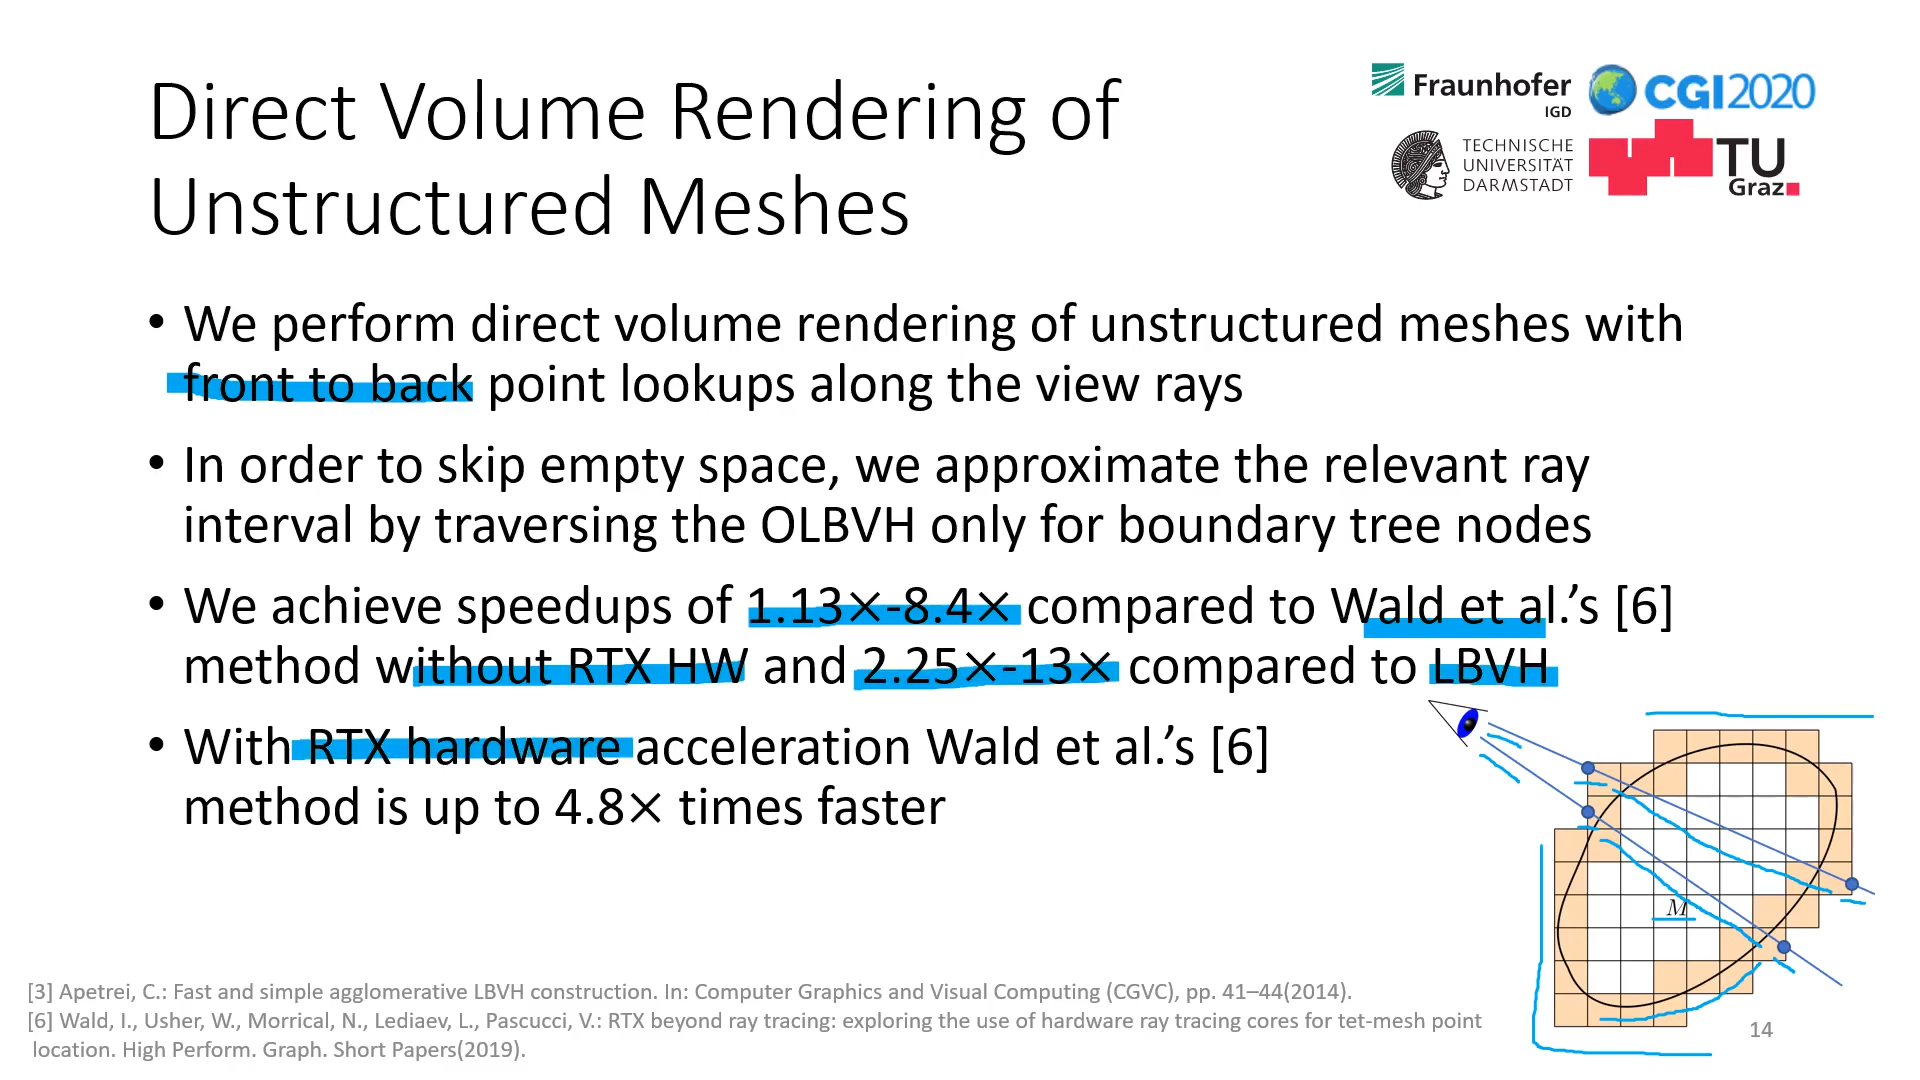 Direct Volume Rendering of
Unstructured Meshes
Fraunhofer
IGD
CGI2020
TECHNISCHE
UNIVERSITÄT
DARMSTADT
TU
Graz
• We perform direct volume rendering of unstructured meshes with
front to back point lookups along the view rays
• In order to skip empty space, we approximate the relevant ray
interval by traversing the OLBVH only for boundary tree nodes
• We achieve speedups of 1.13×-8.4× compared to Wald et al.’s [6]
method without RTX HW and 2.25×-13× compared to LBVH
• With RTX hardware acceleration Wald et al.’s [6]
method is up to 4.8× times faster
M
[3] Apetrei, C.: Fast and simple agglomerative LBVH construction. In: Computer Graphics and Visual Computing (CGVC), pp. 41–44(2014).
[6] Wald, I., Usher, W., Morrical, N., Lediaev, L., Pascucci, V.: RTX beyond ray tracing: exploring the use of hardware ray tracing cores for tet-mesh point
location. High Perform. Graph. Short Papers(2019).
14